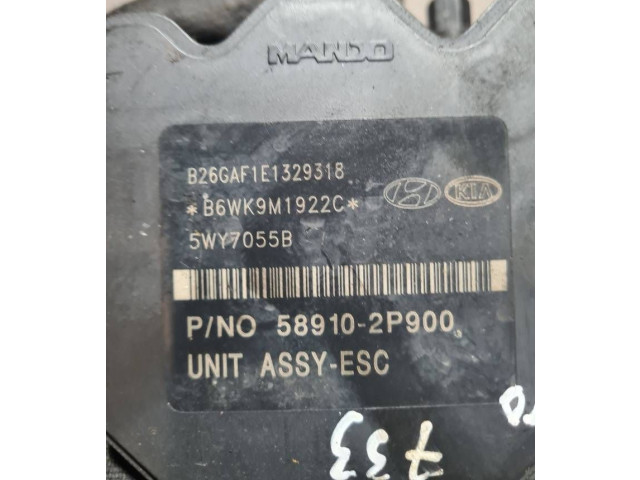 MANDO
B26GAF1E1329318
*B6WK9M1922C*
KIA
5WY7055B
P/NO 58910-2P900
UNIT ASSY-ESC
733